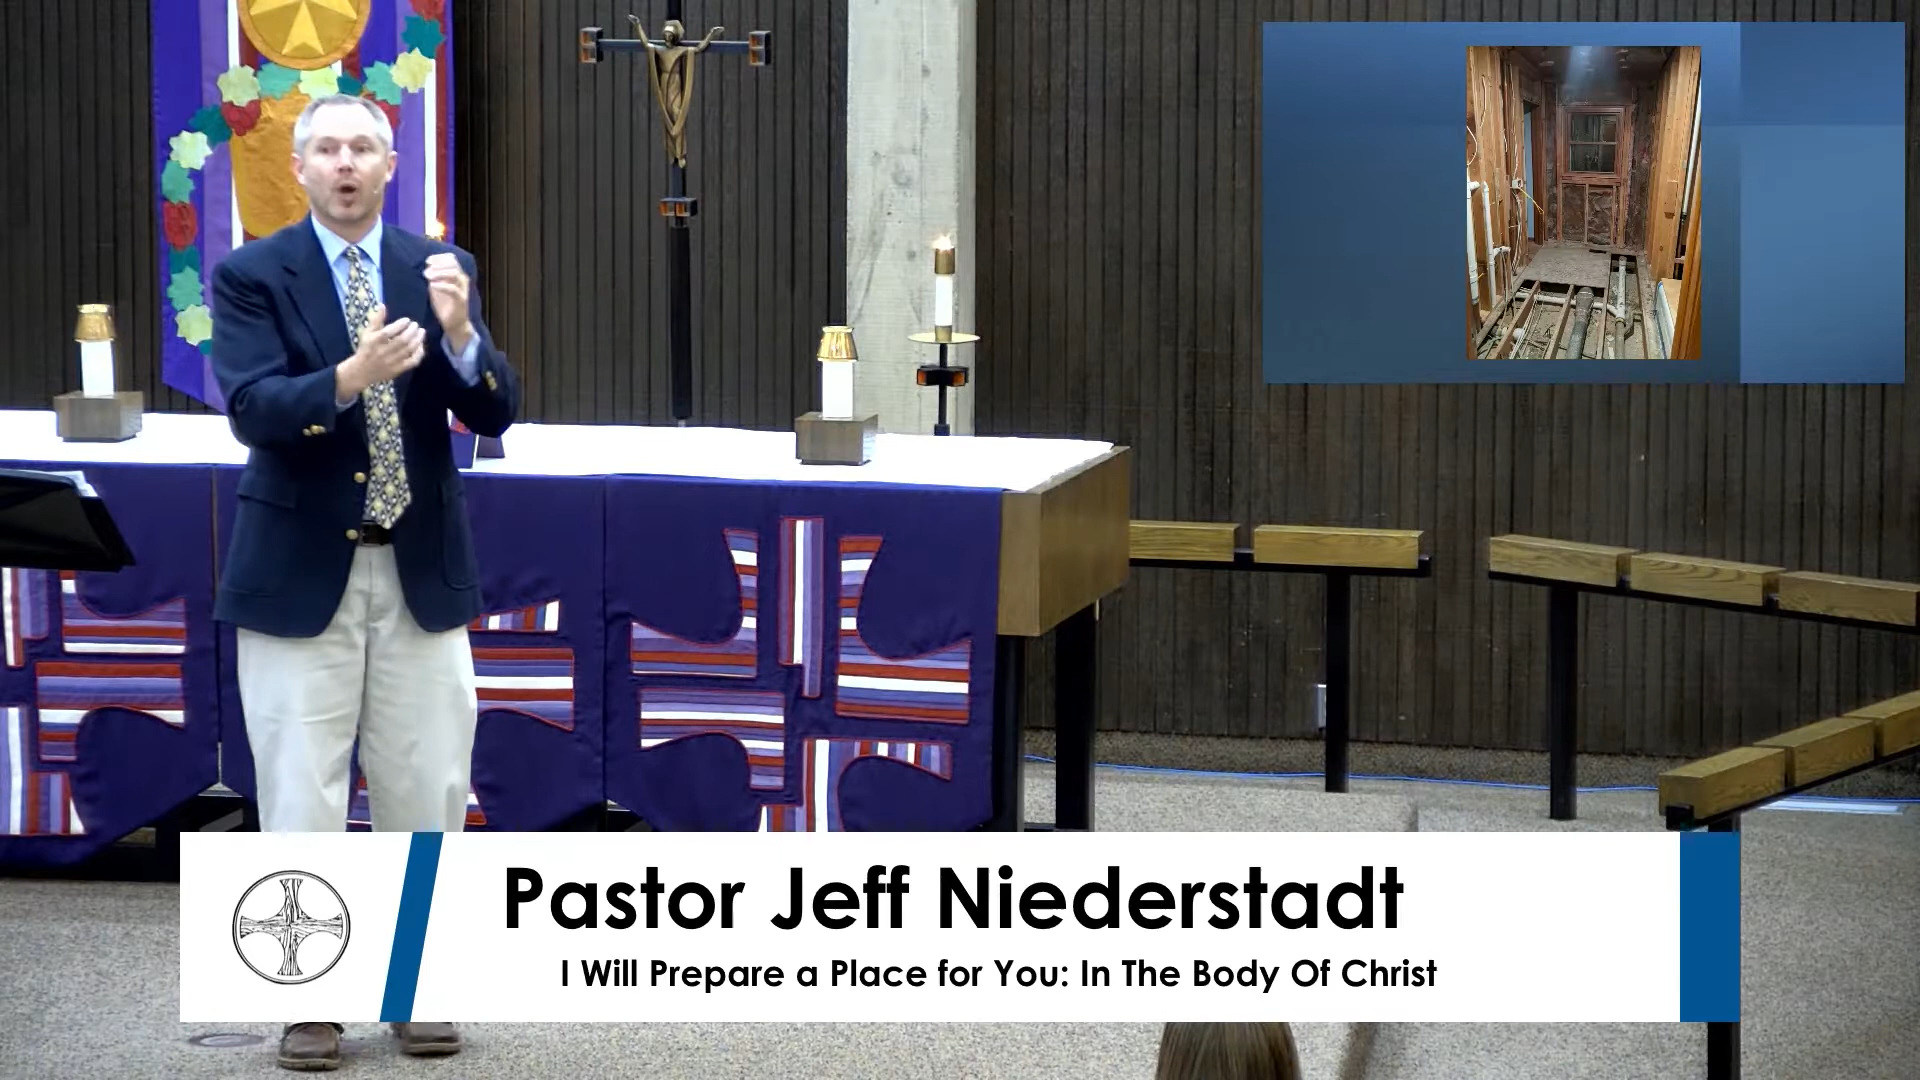 Pastor Jeff Niederstadt
I Will Prepare a Place for You: In The Body Of Christ